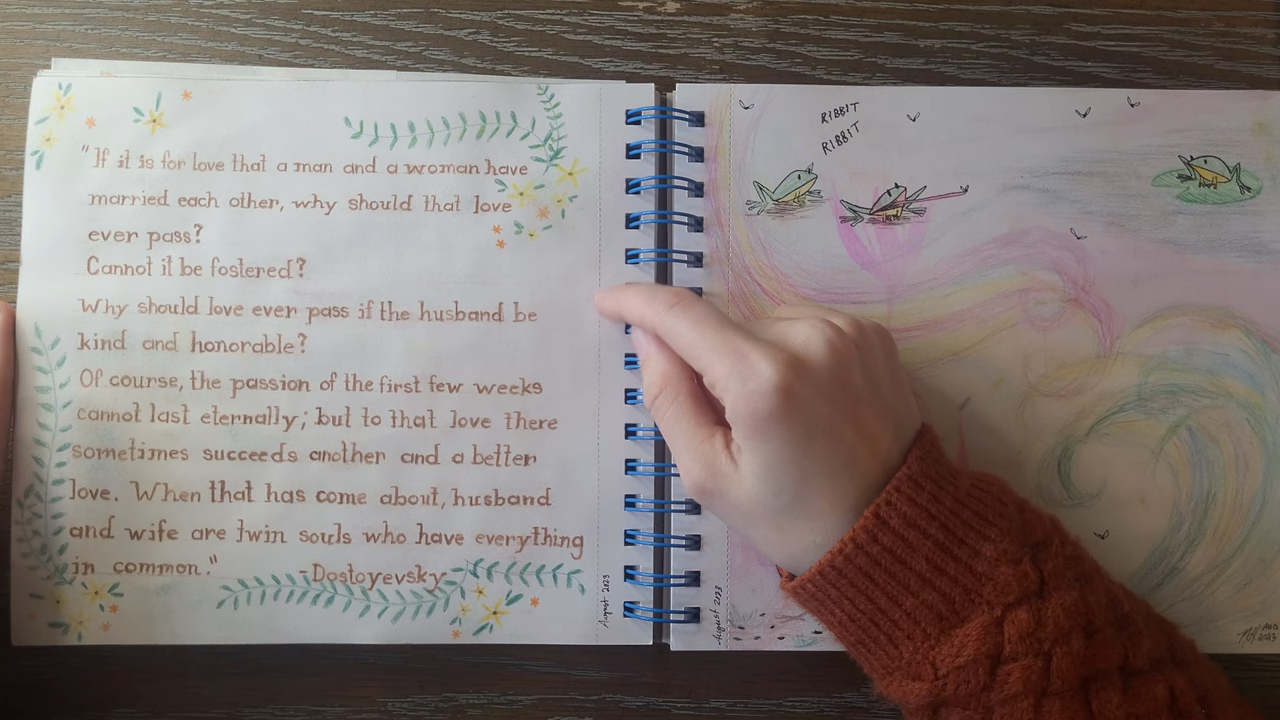 "If it is for love that a man and a woman have
married each other, why should that love
ever pass?
Cannot it be fostered?
Why should love ever pass if the husband be
kind and honorable?
Of course, the passion of the first few weeks
cannot last eternally; but to that love there
sometimes succeeds another and a better
love. When that has come about, husband
and wife are twin souls who have everything
in common."
-Dostoyevsky-
August 2023
RIBBIT
RIBBIT
August 2023
AUG
2023